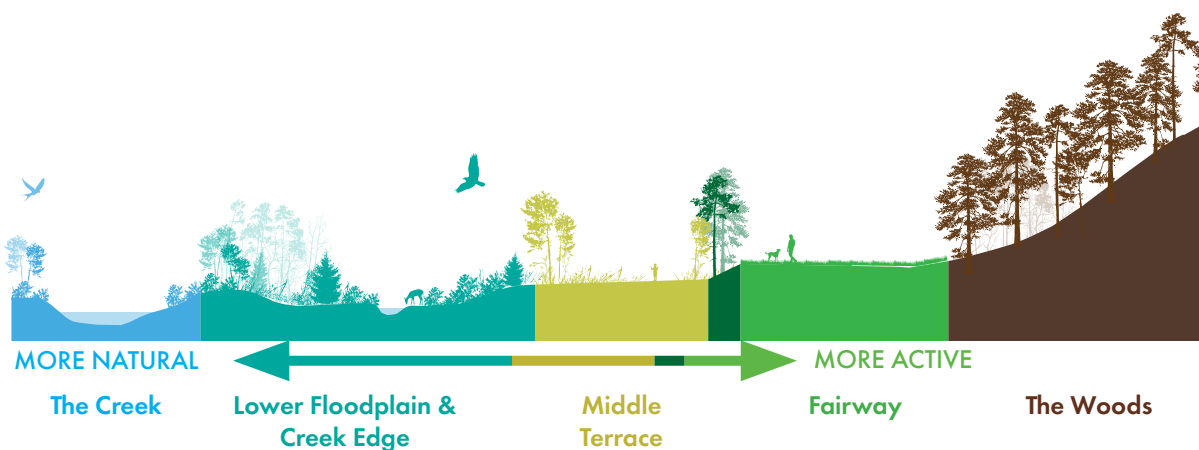 MORE NATURAL
MORE ACTIVE
The Creek
Lower Floodplain &
Creek Edge
Middle
Terrace
Fairway
The Woods